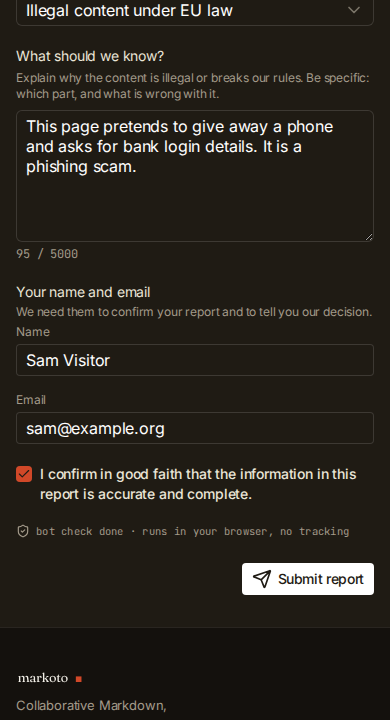 Illegal content under EU law
What should we know?
Explain why the content is illegal or breaks our rules. Be specific:
which part, and what is wrong with it.
This page pretends to give away a phone
and asks for bank login details. It is a
phishing scam.
95 / 5000
Your name and email
We need them to confirm your report and to tell you our decision.
Name
Sam Visitor
Email
sam@example.org
I confirm in good faith that the information in this
report is accurate and complete.
bot check done · runs in your browser, no tracking
Submit report
markoto
Collaborative Markdown,